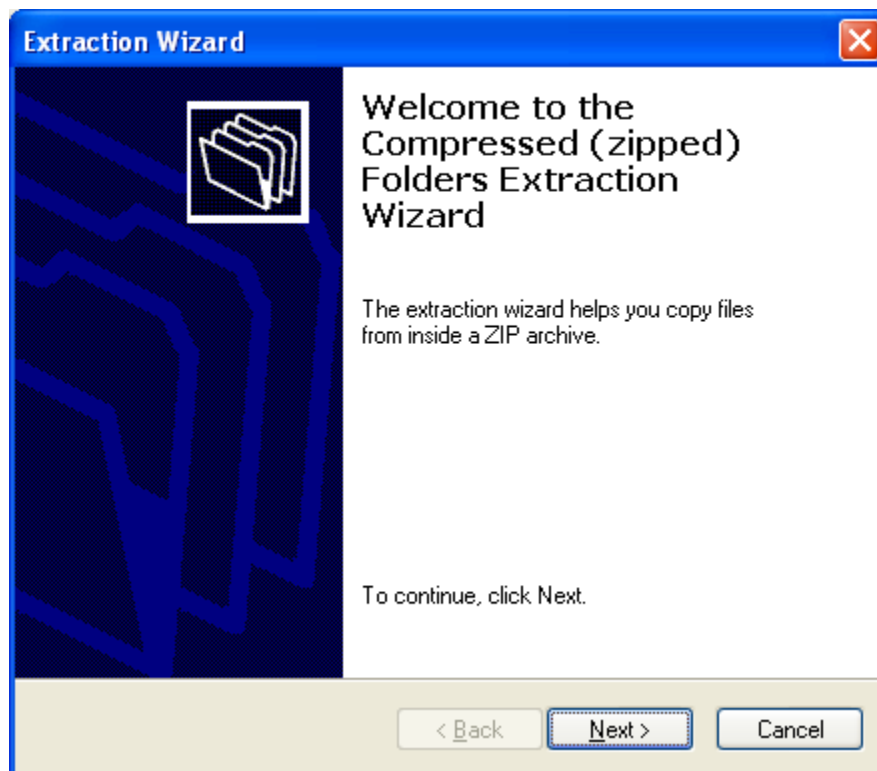 Extraction Wizard
Welcome to the
Compressed (zipped)
Folders Extraction
Wizard
The extraction wizard helps you copy files
from inside a ZIP archive.
To continue, click Next.
< Back Next > Cancel